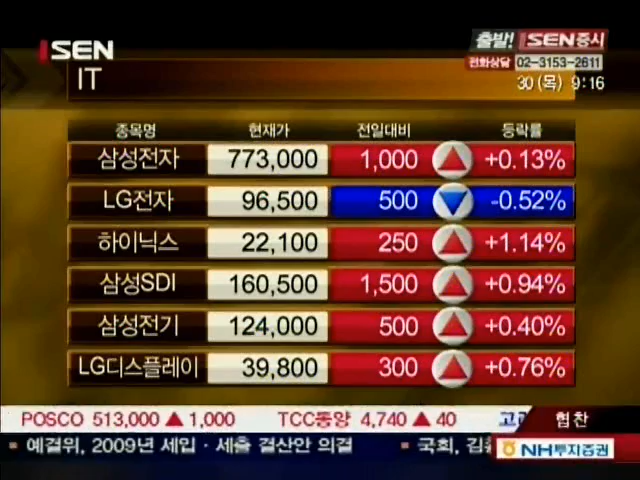 SEN
출발! SEN증시
전화상담 02-3153-2611
IT
30(목) 9:16
종목명 현재가 전일대비 등락률
삼성전자 773,000 1,000 ▲ +0.13%
LG전자 96,500 500 ▼ -0.52%
하이닉스 22,100 250 ▲ +1.14%
삼성SDI 160,500 1,500 ▲ +0.94%
삼성전기 124,000 500 ▲ +0.40%
LG디스플레이 39,800 300 ▲ +0.76%
POSCO 513,000 ▲ 1,000 TCC동양 4,740 ▲ 40 고려 협찬
▪ 예결위, 2009년 세입·세출 결산안 의결 ▪ 국회, 김 NH투자증권